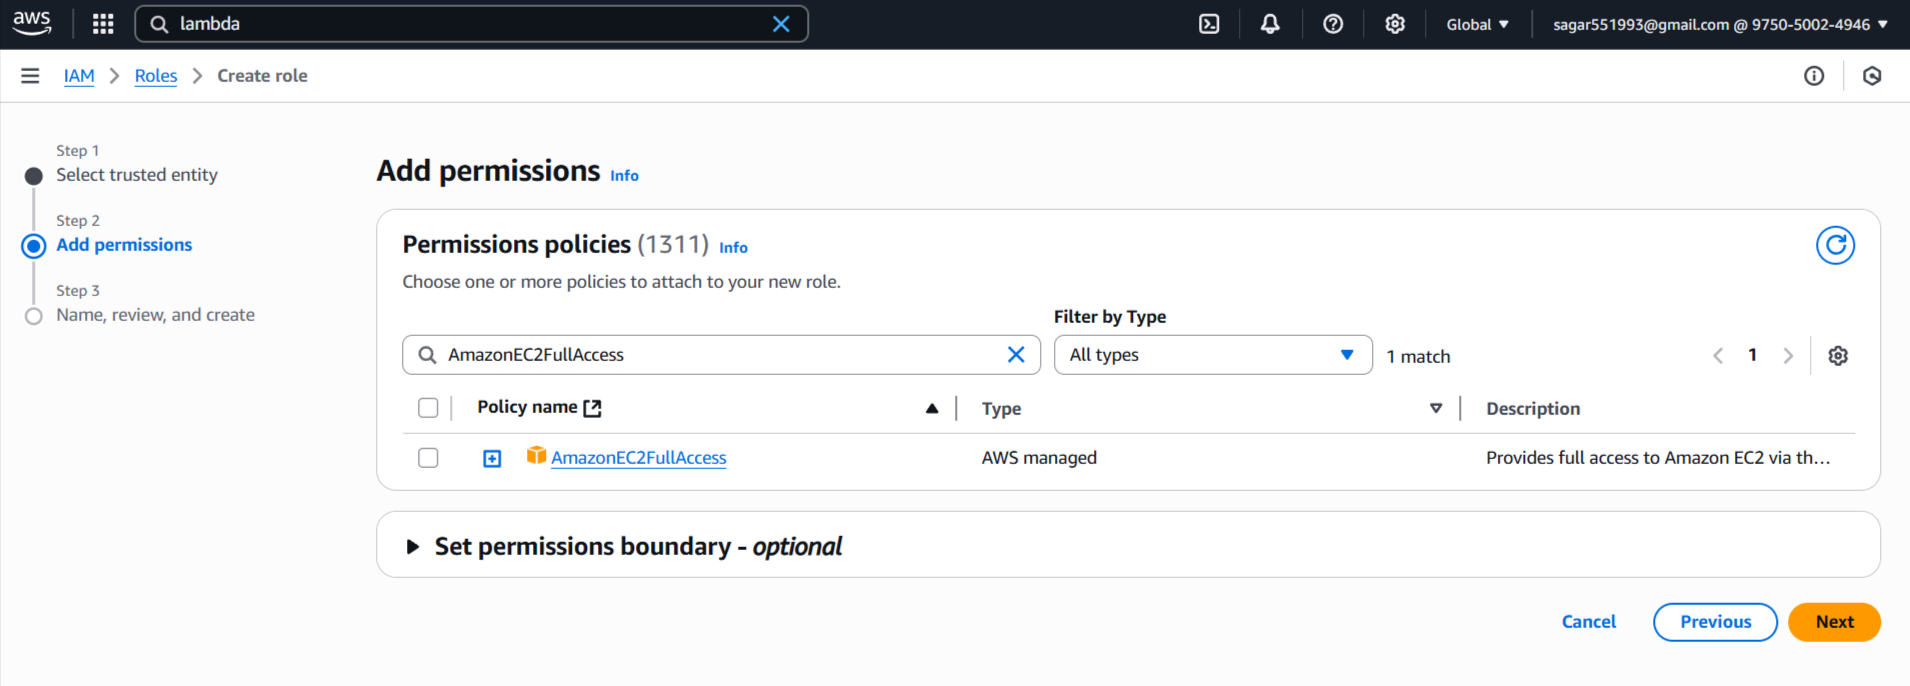 aws
lambda
Global
sagar551993@gmail.com @ 9750-5002-4946
IAM
Roles
Create role
Step 1
Select trusted entity
Step 2
Add permissions
Step 3
Name, review, and create
Add permissions Info
Permissions policies (1311) Info
Choose one or more policies to attach to your new role.
Filter by Type
AmazonEC2FullAccess
All types
1 match
1
Policy name
Type
Description
AmazonEC2FullAccess
AWS managed
Provides full access to Amazon EC2 via th…
Set permissions boundary - optional
Cancel
Previous
Next